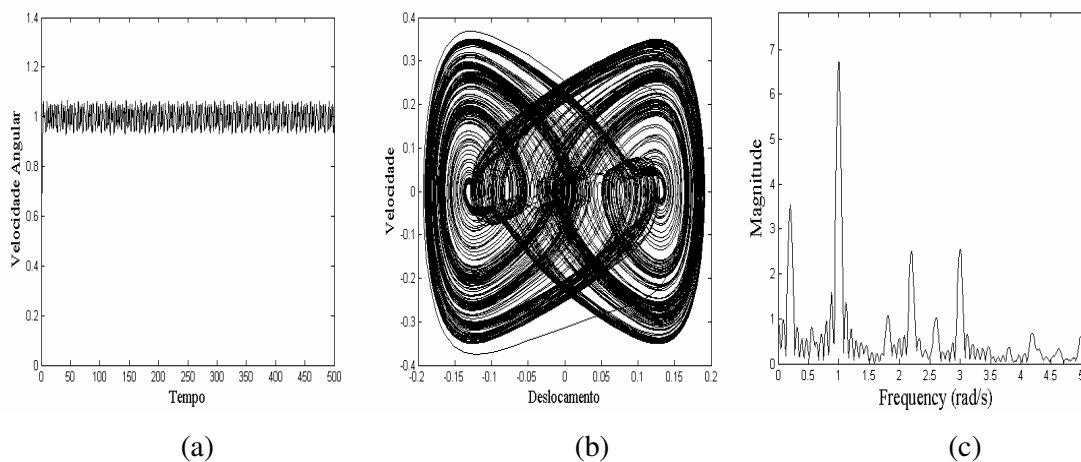 1.4
1.2
1
0.8
0.6
0.4
0.2
0
0 50 100 150 200 250 300 350 400 450 500
Velocidade Angular
Tempo
(a)
0.4
0.3
0.2
0.1
0
-0.1
-0.2
-0.3
-0.4
-0.2 -0.15 -0.1 -0.05 0 0.05 0.1 0.15 0.2
Velocidade
Deslocamento
(b)
7
6
5
4
3
2
1
0
0 0.5 1 1.5 2 2.5 3 3.5 4 4.5 5
Magnitude
Frequency (rad/s)
(c)